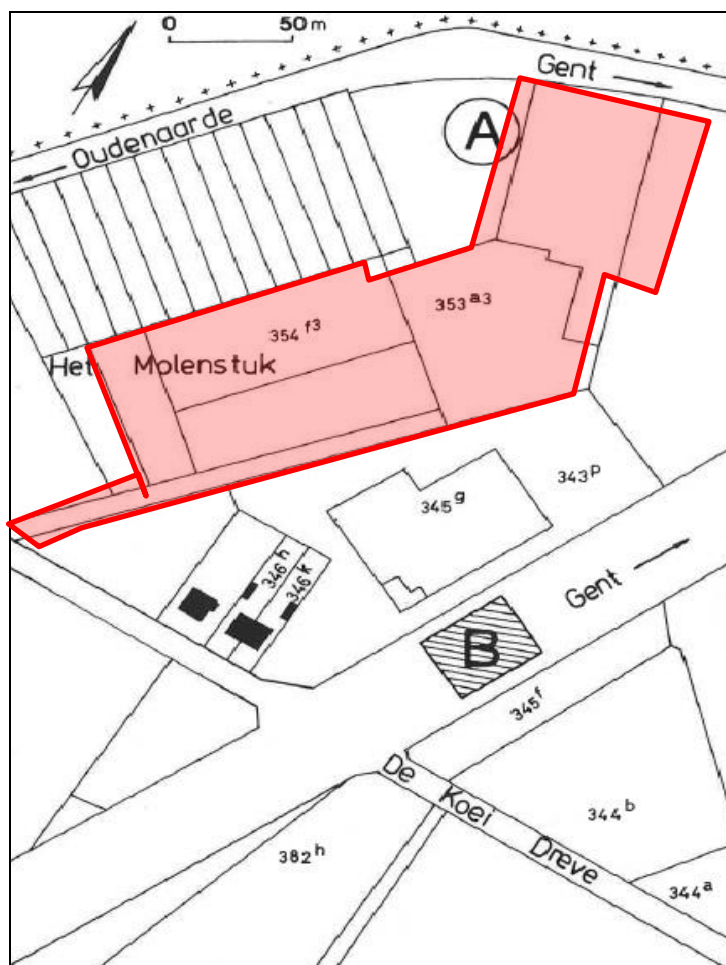 0 50 m
Gent
A
Oudenaarde
353 a3
354 f3
Het Molenstuk
345 g
343 p
346 h
346 k
Gent
B
345 f
De Koei Dreve
344 b
382 h
344 a